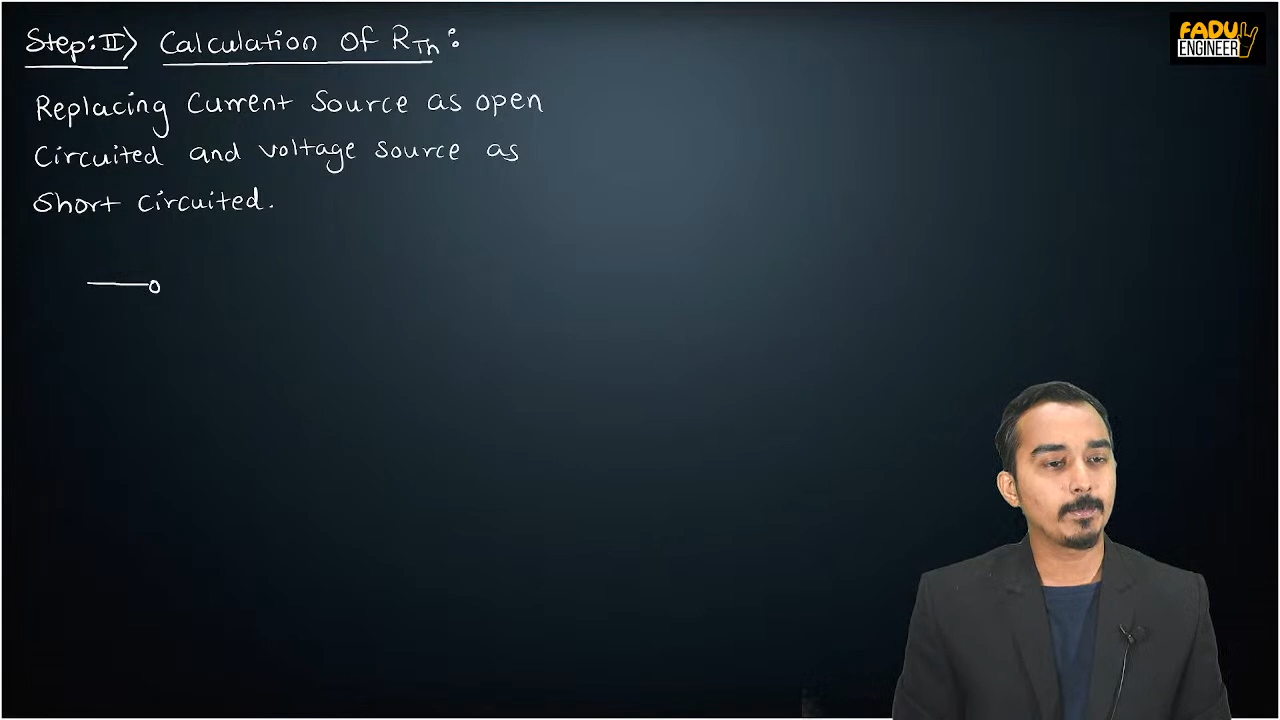 Step:II) Calculation of RTh:
Replacing Current Source as open
Circuited and voltage source as
Short circuited.
FADU
ENGINEER